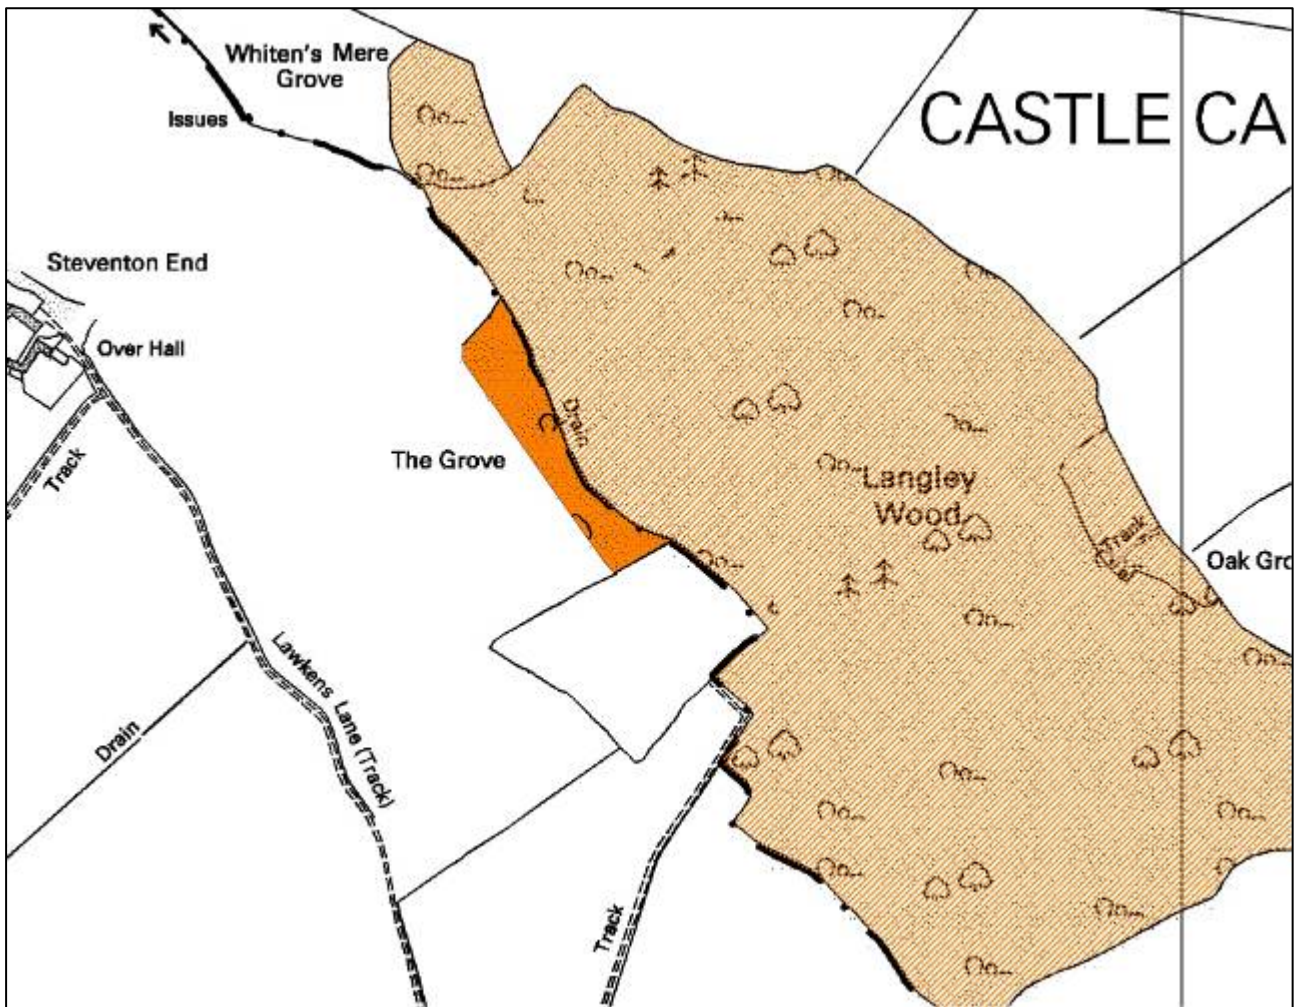 Whiten's Mere
Grove
Issues
CASTLE CA
Steventon End
Over Hall
Track
The Grove
Drain
Langley
Wood
Track
Oak Gro
Lawkens Lane (Track)
Drain
Track